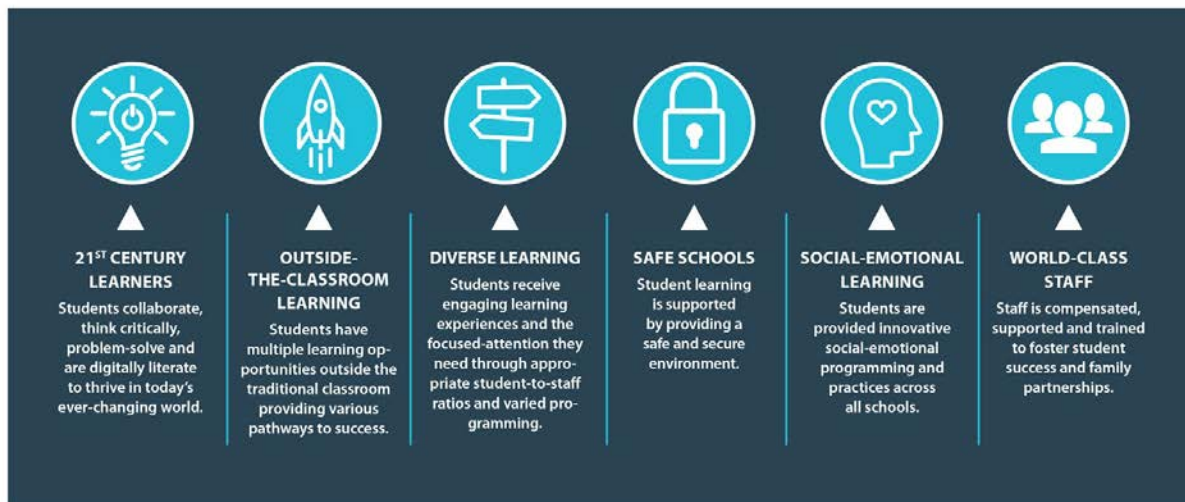 21ST CENTURY
LEARNERS
Students collaborate,
think critically,
problem-solve and
are digitally literate
to thrive in today's
ever-changing world.
OUTSIDE-
THE-CLASSROOM
LEARNING
Students have
multiple learning op-
portunities outside the
traditional classroom
providing various
pathways to success.
DIVERSE LEARNING
Students receive
engaging learning
experiences and the
focused-attention they
need through appro-
priate student-to-staff
ratios and varied pro-
gramming.
SAFE SCHOOLS
Student learning
is supported
by providing a
safe and secure
environment.
SOCIAL-EMOTIONAL
LEARNING
Students are
provided innovative
social-emotional
programming and
practices across
all schools.
WORLD-CLASS
STAFF
Staff is compensated,
supported and trained
to foster student
success and family
partnerships.